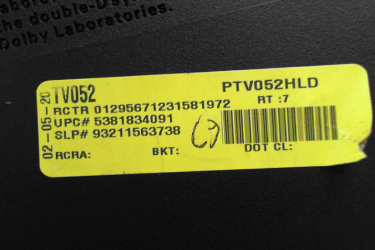 the double-D
Dolby Laboratories.
02-05-20
TV052
PTV052HLD
RCTR 01295671231581972
RT :7
UPC# 5381834091
SLP# 93211563738
RCRA:
BKT:
DOT CL: